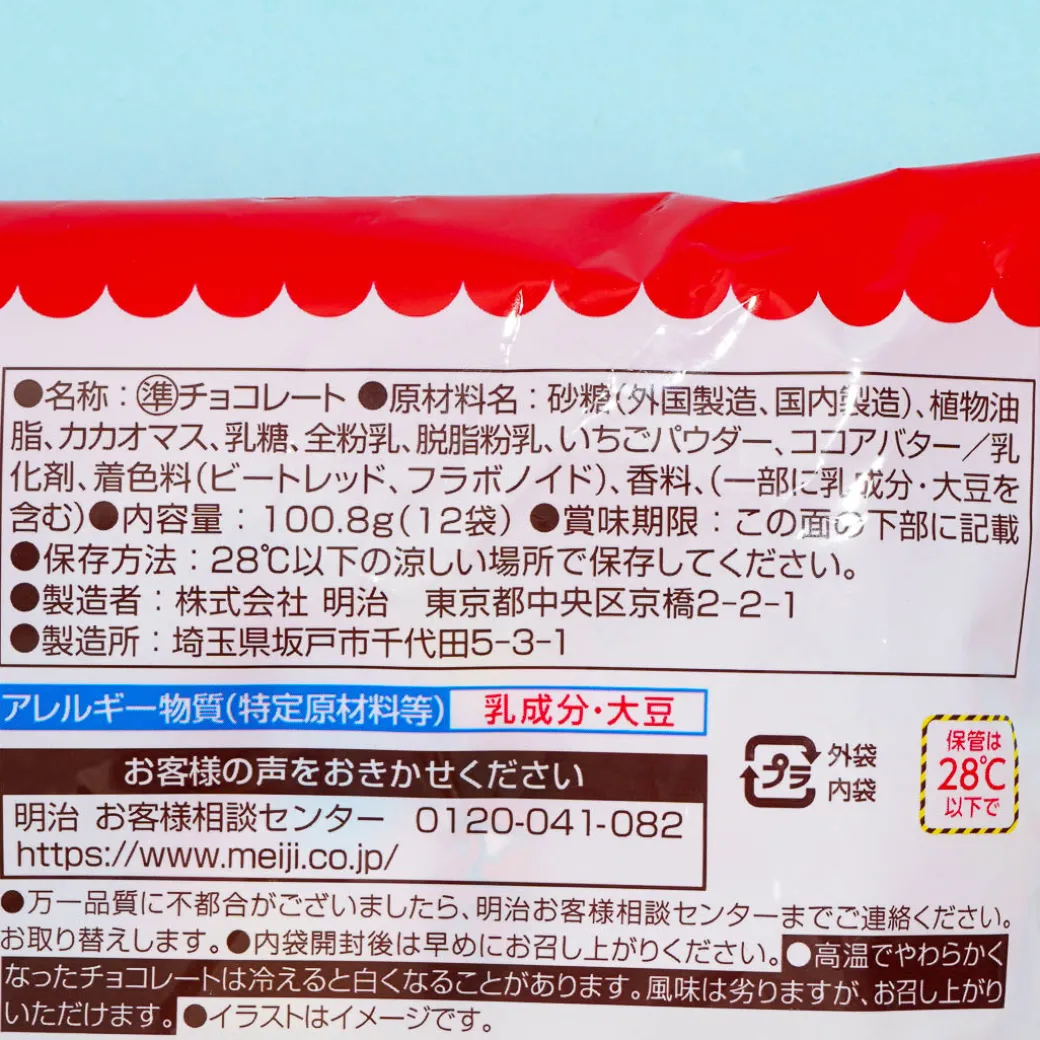 ●名称：㊣準チョコレート ●原材料名：砂糖（外国製造、国内製造）、植物油
脂、カカオマス、乳糖、全粉乳、脱脂粉乳、いちごパウダー、ココアバター／乳
化剤、着色料（ビートレッド、フラボノイド）、香料、（一部に乳成分・大豆を
含む）●内容量：100.8g（12袋）●賞味期限：この面の下部に記載
●保存方法：28℃以下の涼しい場所で保存してください。
●製造者：株式会社 明治　東京都中央区京橋2-2-1
●製造所：埼玉県坂戸市千代田5-3-1
アレルギー物質（特定原材料等） 乳成分・大豆
お客様の声をおきかせください
明治 お客様相談センター 0120-041-082
https://www.meiji.co.jp/
プラ
外袋
内袋
保管は
28℃
以下で
●万一品質に不都合がございましたら、明治お客様相談センターまでご連絡ください。
お取り替えします。●内袋開封後は早めにお召し上がりください。●高温でやわらかく
なったチョコレートは冷えると白くなることがあります。風味は劣りますが、お召し上がり
いただけます。●イラストはイメージです。